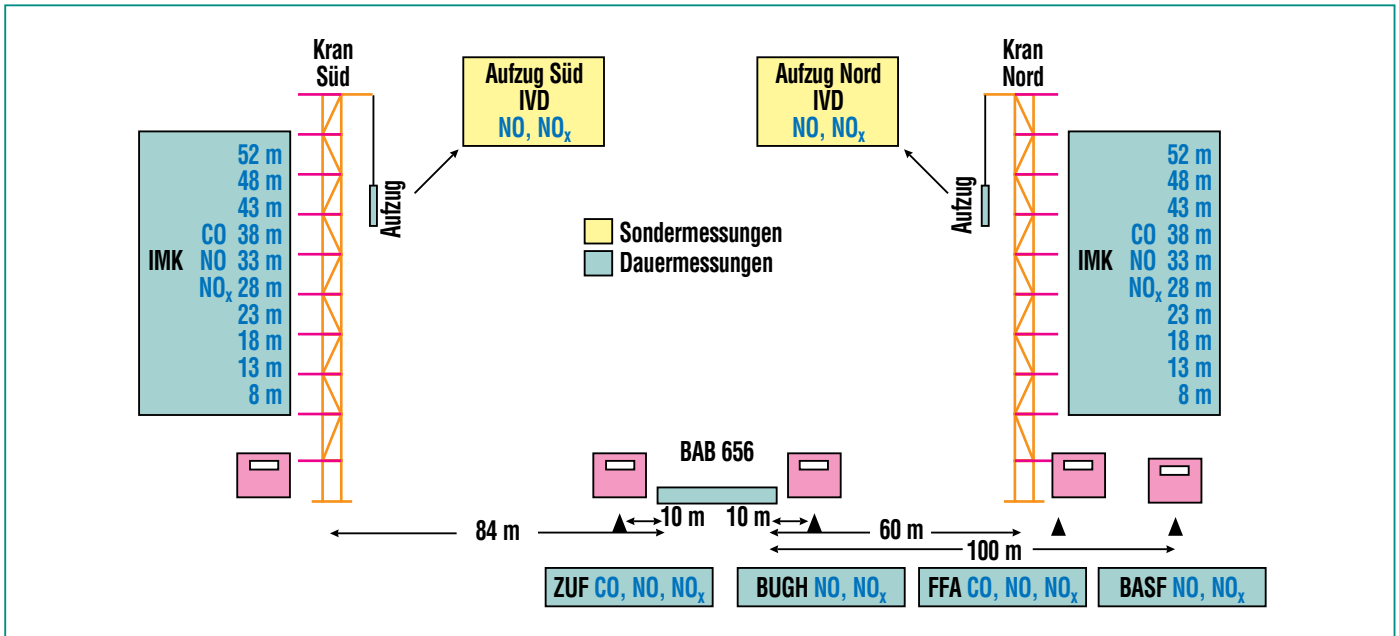 Kran
Süd
Aufzug Süd
IVD
NO, NOₓ
Aufzug Nord
IVD
NO, NOₓ
Kran
Nord
52 m
48 m
43 m
CO 38 m
IMK NO 33 m
NOₓ 28 m
23 m
18 m
13 m
8 m
Aufzug
Sondermessungen
Dauermessungen
Aufzug
52 m
48 m
43 m
CO 38 m
IMK NO 33 m
NOₓ 28 m
23 m
18 m
13 m
8 m
BAB 656
10 m 10 m
84 m
60 m
100 m
ZUF CO, NO, NOₓ
BUGH NO, NOₓ
FFA CO, NO, NOₓ
BASF NO, NOₓ